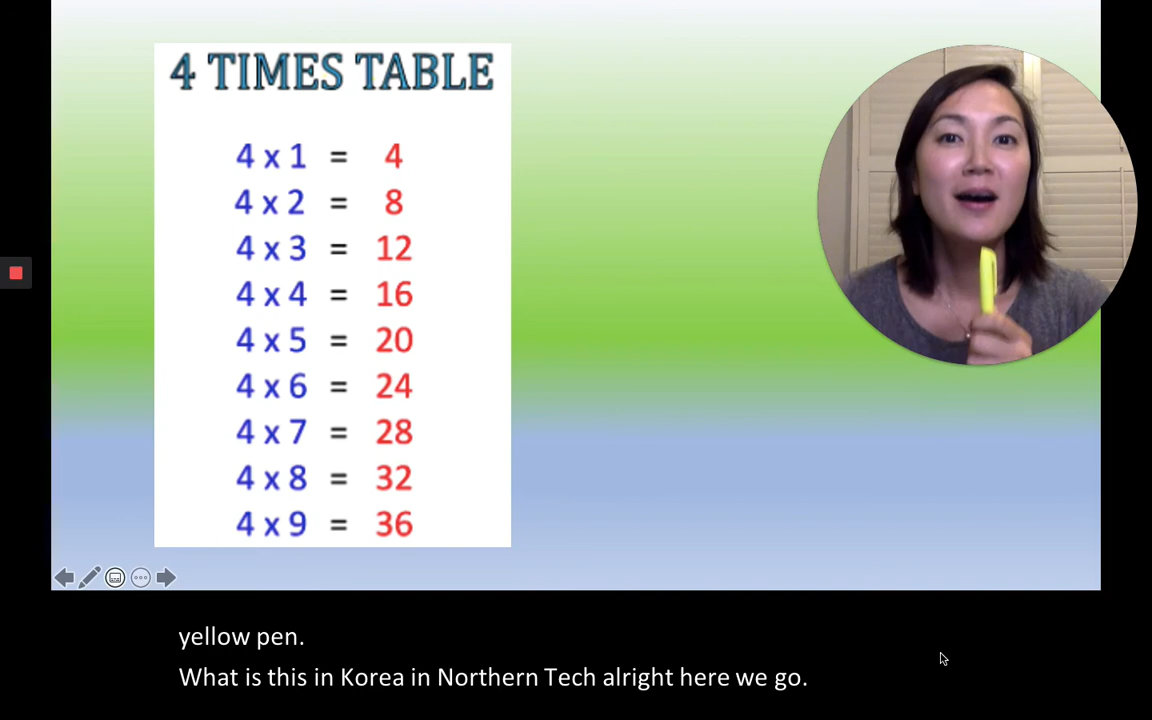 4 TIMES TABLE
4 x 1 = 4
4 x 2 = 8
4 x 3 = 12
4 x 4 = 16
4 x 5 = 20
4 x 6 = 24
4 x 7 = 28
4 x 8 = 32
4 x 9 = 36
yellow pen.
What is this in Korea in Northern Tech alright here we go.